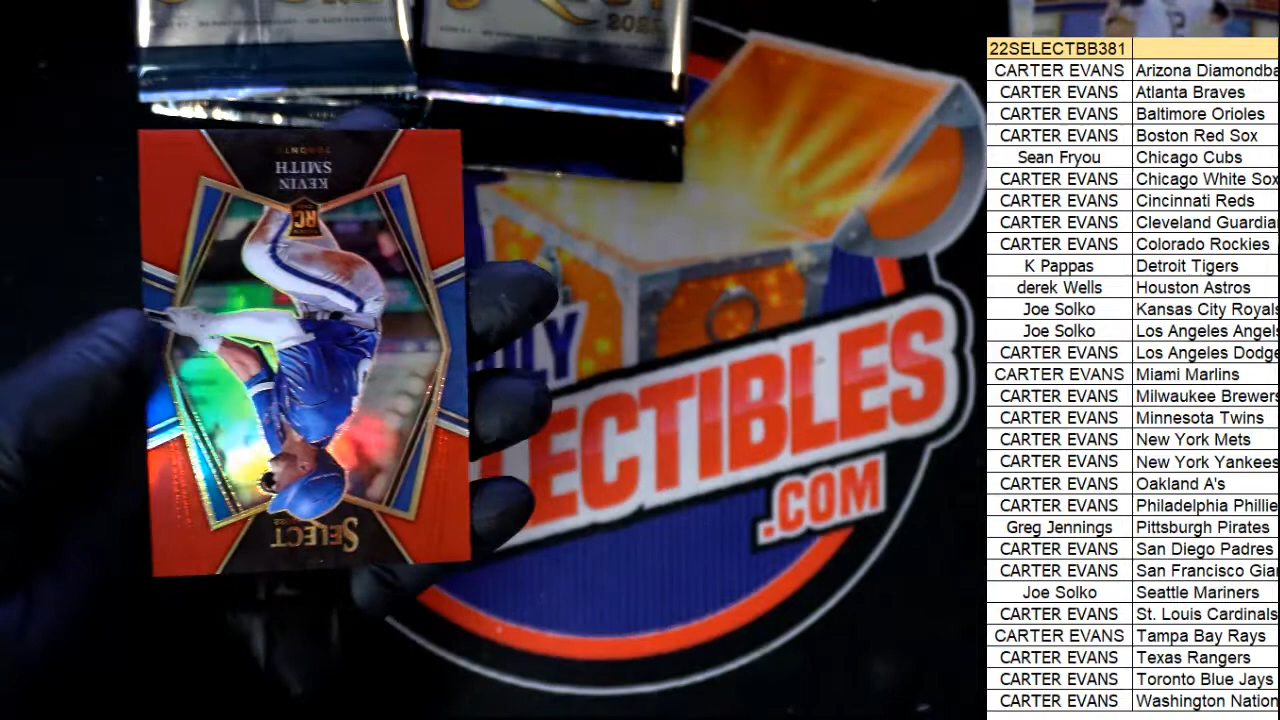 2022
KEVIN
SMITH
TORONTO
RC
SELECT
LLY
LECTIBLES
.COM
22SELECTBB381
CARTER EVANS Arizona Diamondba
CARTER EVANS Atlanta Braves
CARTER EVANS Baltimore Orioles
CARTER EVANS Boston Red Sox
Sean Fryou Chicago Cubs
CARTER EVANS Chicago White Sox
CARTER EVANS Cincinnati Reds
CARTER EVANS Cleveland Guardia
CARTER EVANS Colorado Rockies
K Pappas Detroit Tigers
derek Wells Houston Astros
Joe Solko Kansas City Royals
Joe Solko Los Angeles Angels
CARTER EVANS Los Angeles Dodge
CARTER EVANS Miami Marlins
CARTER EVANS Milwaukee Brewers
CARTER EVANS Minnesota Twins
CARTER EVANS New York Mets
CARTER EVANS New York Yankees
CARTER EVANS Oakland A's
CARTER EVANS Philadelphia Phillie
Greg Jennings Pittsburgh Pirates
CARTER EVANS San Diego Padres
CARTER EVANS San Francisco Gian
Joe Solko Seattle Mariners
CARTER EVANS St. Louis Cardinals
CARTER EVANS Tampa Bay Rays
CARTER EVANS Texas Rangers
CARTER EVANS Toronto Blue Jays
CARTER EVANS Washington Nation